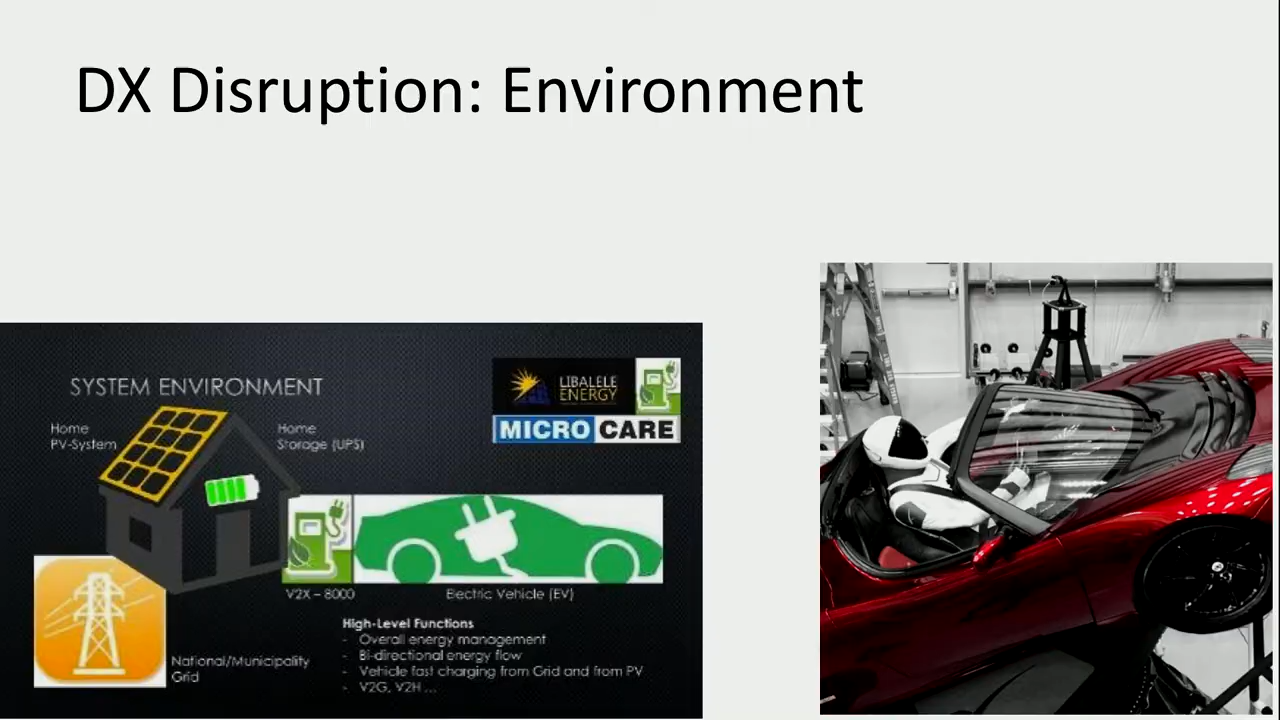 DX Disruption: Environment
SYSTEM ENVIRONMENT
LIBALELE
ENERGY
MICRO CARE
Home
PV-System
Home
Storage (UPS)
V2X – 8000
Electric Vehicle (EV)
High-Level Functions
- Overall energy management
- Bi-directional energy flow
- Vehicle fast charging from Grid and from PV
- V2G, V2H ...
National/Municipality
Grid